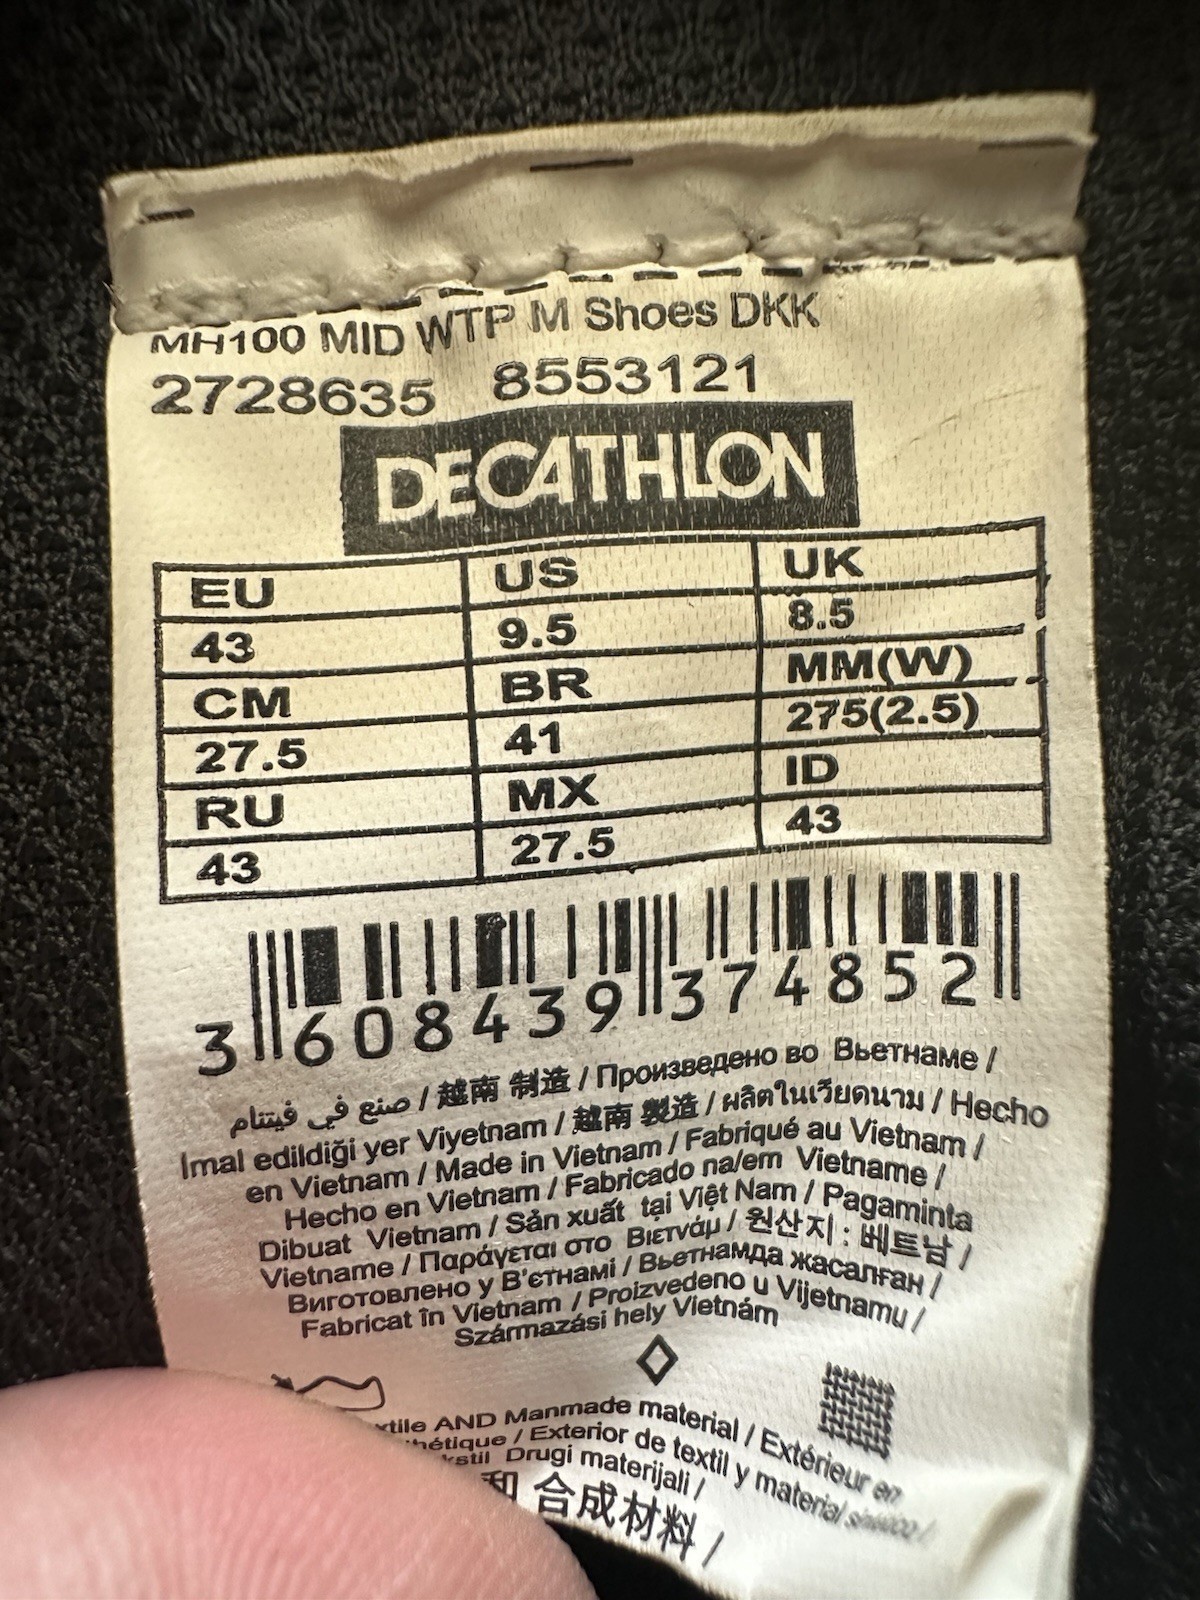 MH100 MID WTP M Shoes DKK
2728635 8553121
DECATHLON
EU US UK
43 9.5 8.5
CM BR MM(W)
27.5 41 275(2.5)
RU MX ID
43 27.5 43
3 608439 374852
صنع في فيتنام / 越南 制造 / Произведено во Вьетнаме /
İmal edildiği yer Viyetnam / 越南 製造 / ผลิตในเวียดนาม / Hecho
en Vietnam / Made in Vietnam / Fabriqué au Vietnam /
Hecho en Vietnam / Fabricado na/em Vietname /
Dibuat Vietnam / Sản xuất tại Việt Nam / Pagaminta
Vietname / Παράγεται στο Βιετνάμ / 원산지 : 베트남 /
Виготовлено у В'єтнамі / Вьетнамда жасалған /
Fabricat în Vietnam / Proizvedeno u Vijetnamu /
Származási hely Vietnám
AND Manmade material / Extérieur en
/ Exterior de textil y material
Drugi materijali /
和 合成材料 /